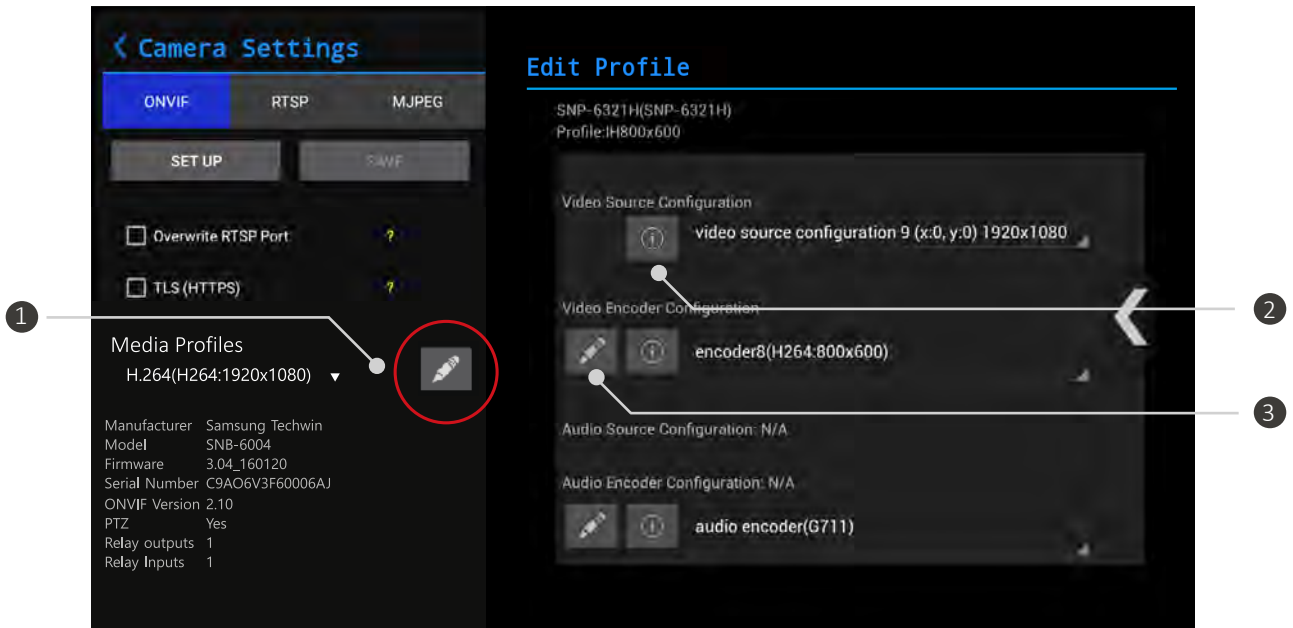 Camera Settings
ONVIF RTSP MJPEG
SET UP SAVE
Overwrite RTSP Port ?
TLS (HTTPS) ?
1
Media Profiles
H.264(H264:1920x1080)
Manufacturer Samsung Techwin
Model SNB-6004
Firmware 3.04_160120
Serial Number C9AO6V3F60006AJ
ONVIF Version 2.10
PTZ Yes
Relay outputs 1
Relay Inputs 1
Edit Profile
SNP-6321H(SNP-6321H)
Profile:IH800x600
Video Source Configuration
video source configuration 9 (x:0, y:0) 1920x1080
2
Video Encoder Configuration
encoder8(H264:800x600)
3
Audio Source Configuration: N/A
Audio Encoder Configuration: N/A
audio encoder(G711)